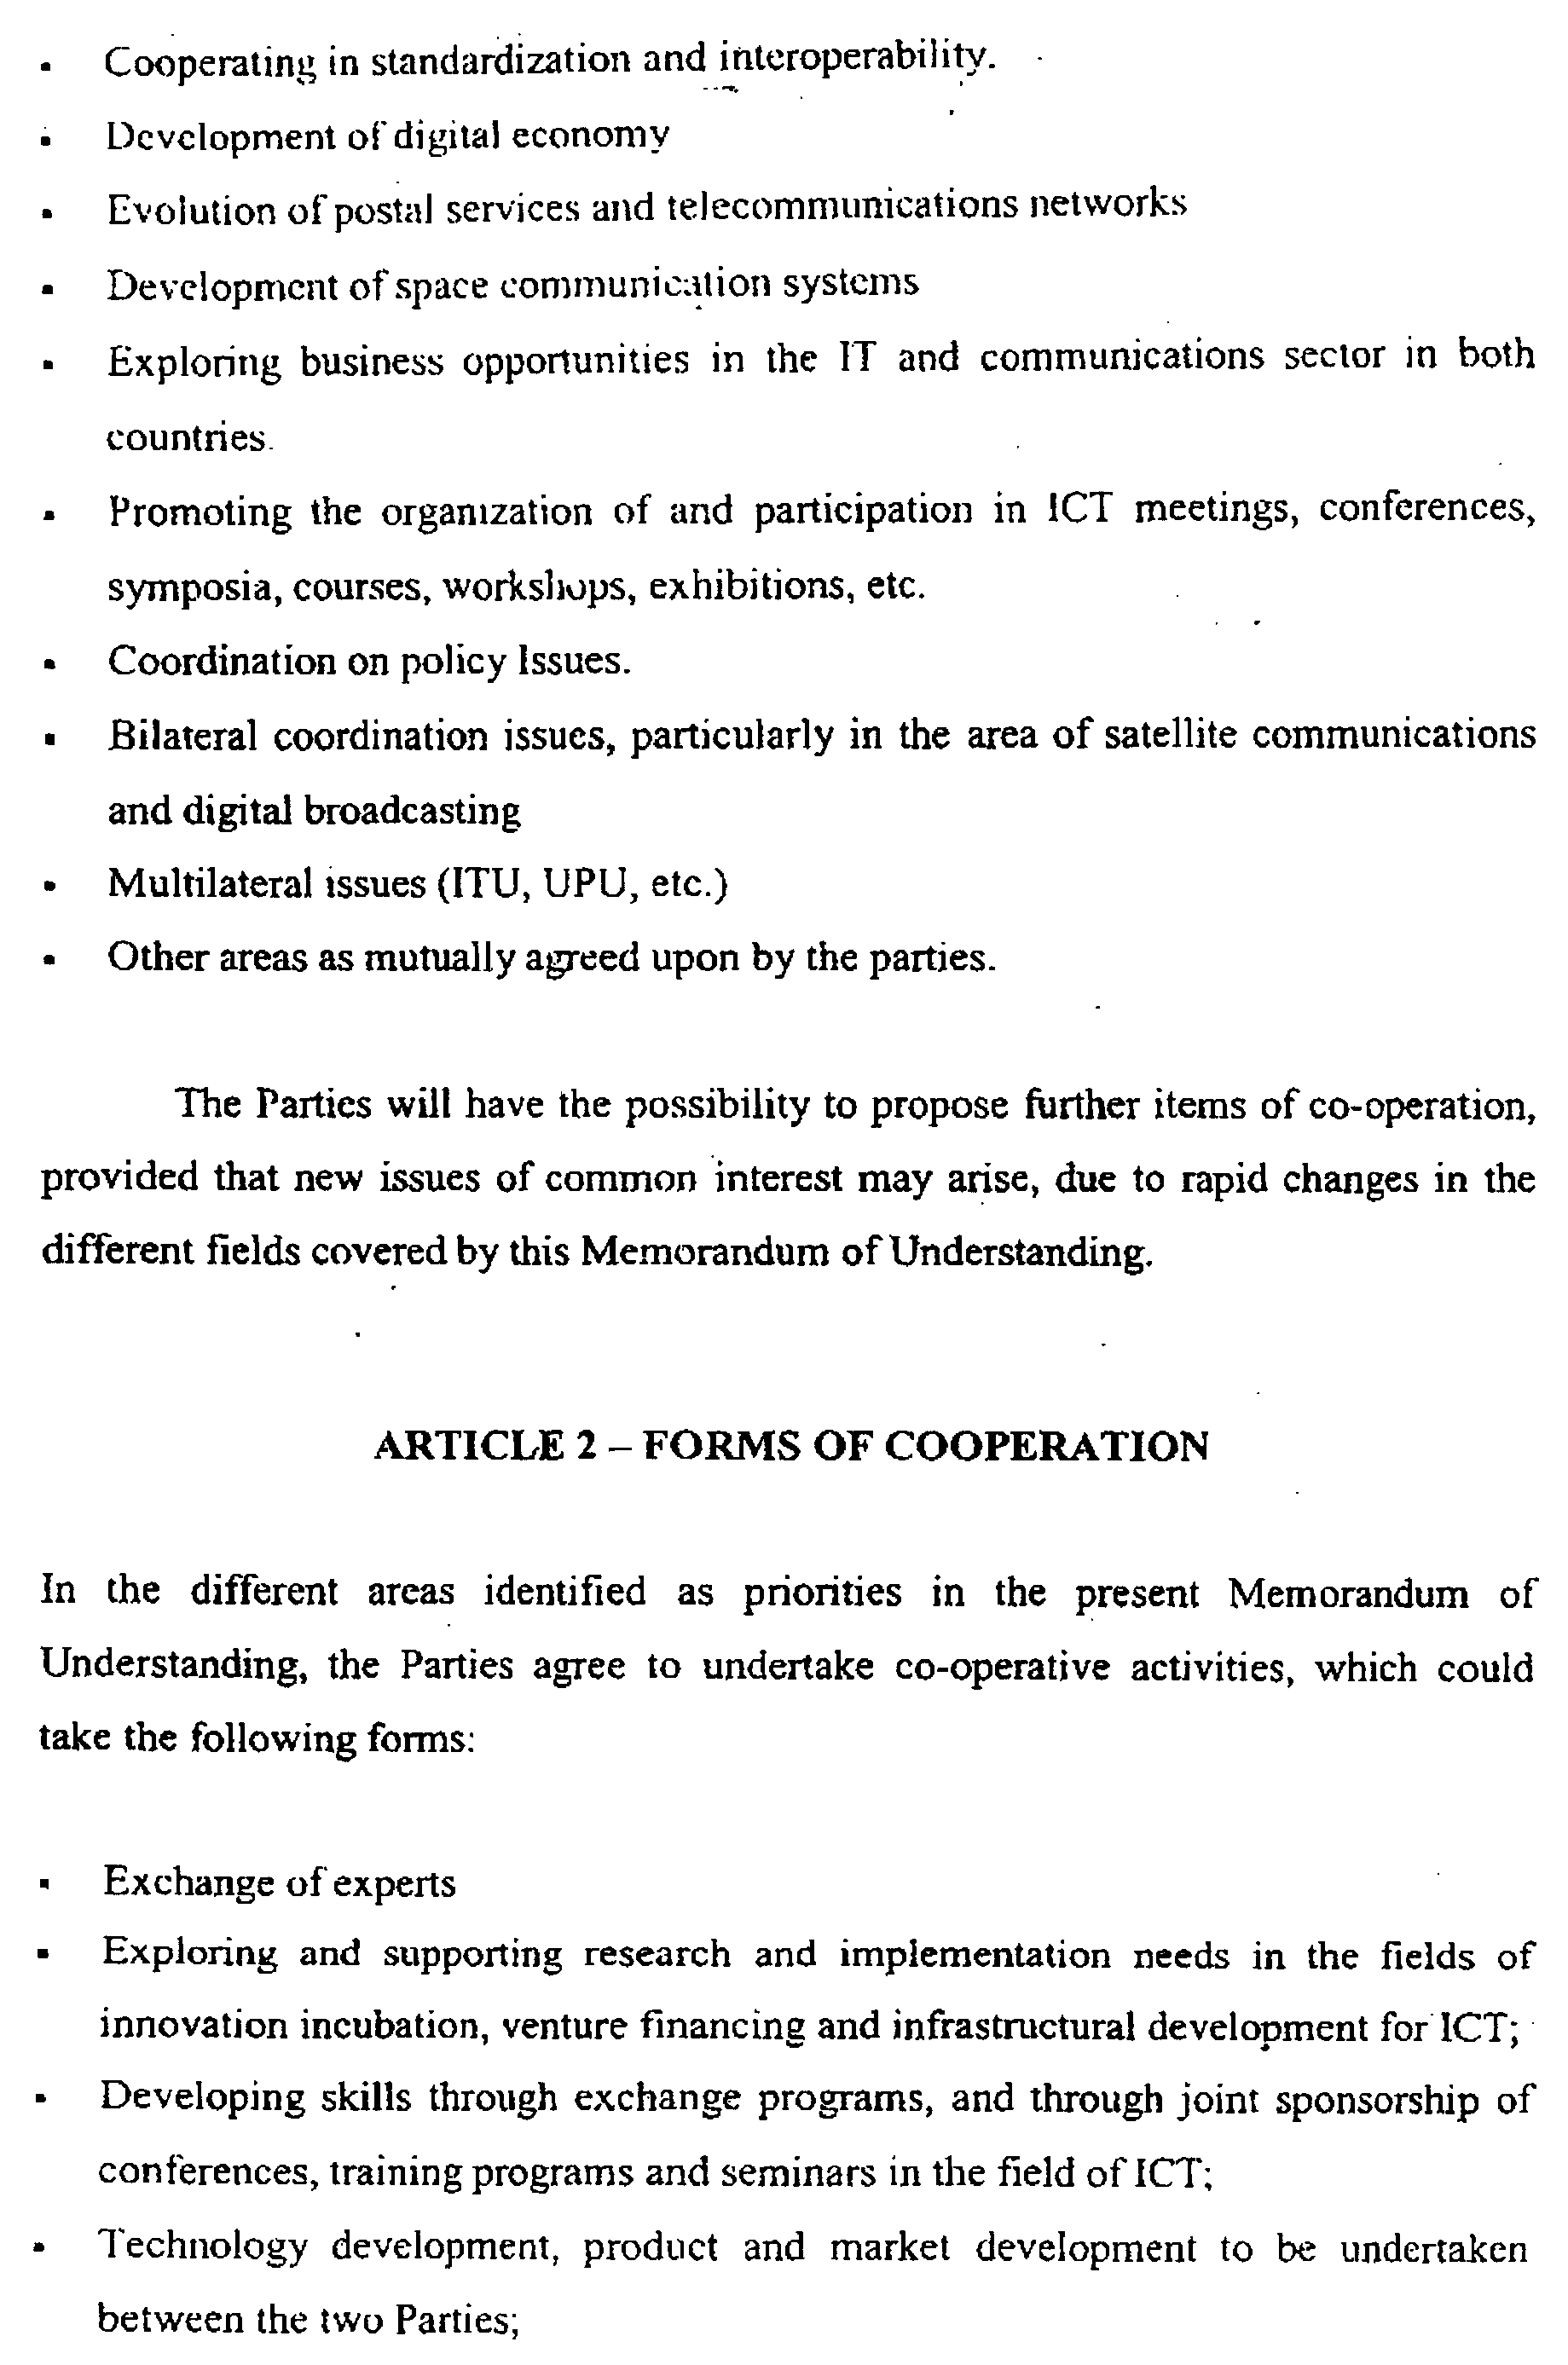 ▪ Cooperating in standardization and interoperability.
▪ Development of digital economy
▪ Evolution of postal services and telecommunications networks
▪ Development of space communication systems
▪ Exploring business opportunities in the IT and communications sector in both
countries.
▪ Promoting the organization of and participation in ICT meetings, conferences,
symposia, courses, workshops, exhibitions, etc.
▪ Coordination on policy Issues.
▪ Bilateral coordination issues, particularly in the area of satellite communications
and digital broadcasting
▪ Multilateral issues (ITU, UPU, etc.)
▪ Other areas as mutually agreed upon by the parties.
The Parties will have the possibility to propose further items of co-operation,
provided that new issues of common interest may arise, due to rapid changes in the
different fields covered by this Memorandum of Understanding.
ARTICLE 2 – FORMS OF COOPERATION
In the different areas identified as priorities in the present Memorandum of
Understanding, the Parties agree to undertake co-operative activities, which could
take the following forms:
▪ Exchange of experts
▪ Exploring and supporting research and implementation needs in the fields of
innovation incubation, venture financing and infrastructural development for ICT;
▪ Developing skills through exchange programs, and through joint sponsorship of
conferences, training programs and seminars in the field of ICT;
▪ Technology development, product and market development to be undertaken
between the two Parties;